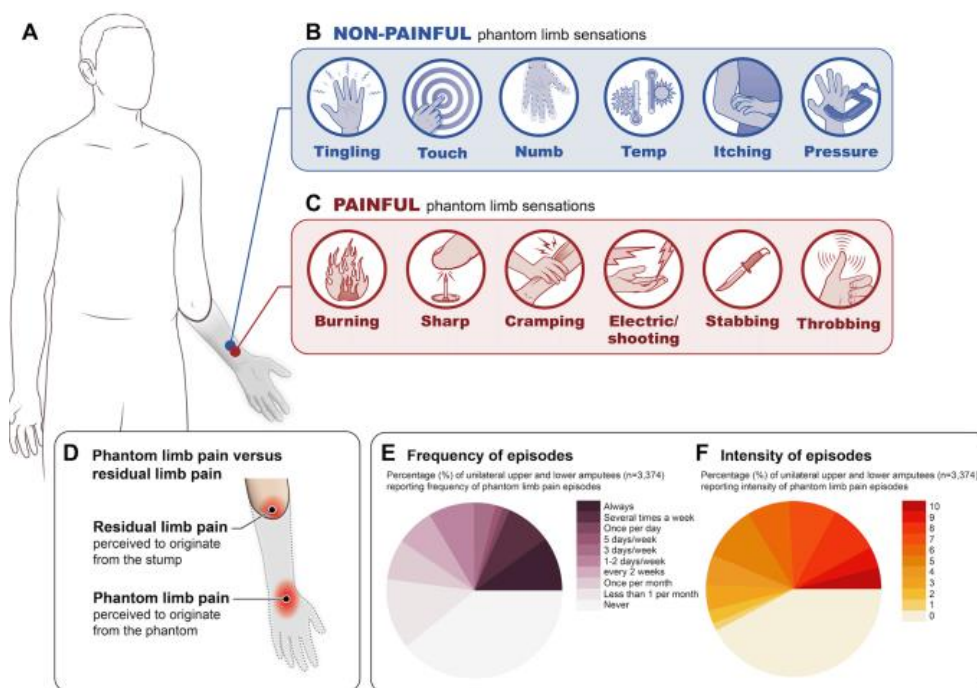 A
B NON-PAINFUL phantom limb sensations
Tingling
Touch
Numb
Temp
Itching
Pressure
C PAINFUL phantom limb sensations
Burning
Sharp
Cramping
Electric/
shooting
Stabbing
Throbbing
D Phantom limb pain versus
residual limb pain
Residual limb pain
perceived to originate
from the stump
Phantom limb pain
perceived to originate
from the phantom
E Frequency of episodes
Percentage (%) of unilateral upper and lower amputees (n=3,374)
reporting frequency of phantom limb pain episodes
Always
Several times a week
Once per day
5 days/week
3 days/week
1-2 days/week
every 2 weeks
Once per month
Less than 1 per month
Never
F Intensity of episodes
Percentage (%) of unilateral upper and lower amputees (n=3,374)
reporting intensity of phantom limb pain episodes
10
9
8
7
6
5
4
3
2
1
0